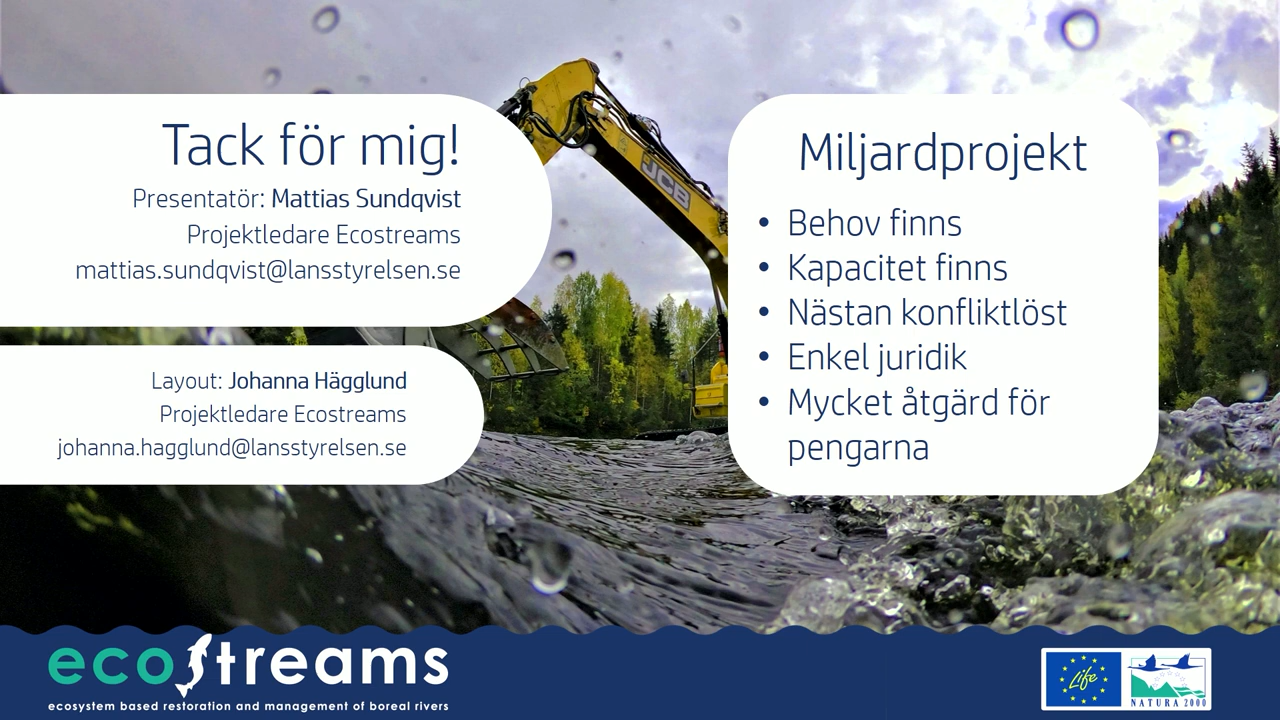 Tack för mig!
Presentatör: Mattias Sundqvist
Projektledare Ecostreams
mattias.sundqvist@lansstyrelsen.se
Layout: Johanna Hägglund
Projektledare Ecostreams
johanna.hagglund@lansstyrelsen.se
JCB
Miljardprojekt
• Behov finns
• Kapacitet finns
• Nästan konfliktlöst
• Enkel juridik
• Mycket åtgärd för
pengarna
ecostreams
ecosystem based restoration and management of boreal rivers
Life
NATURA 2000